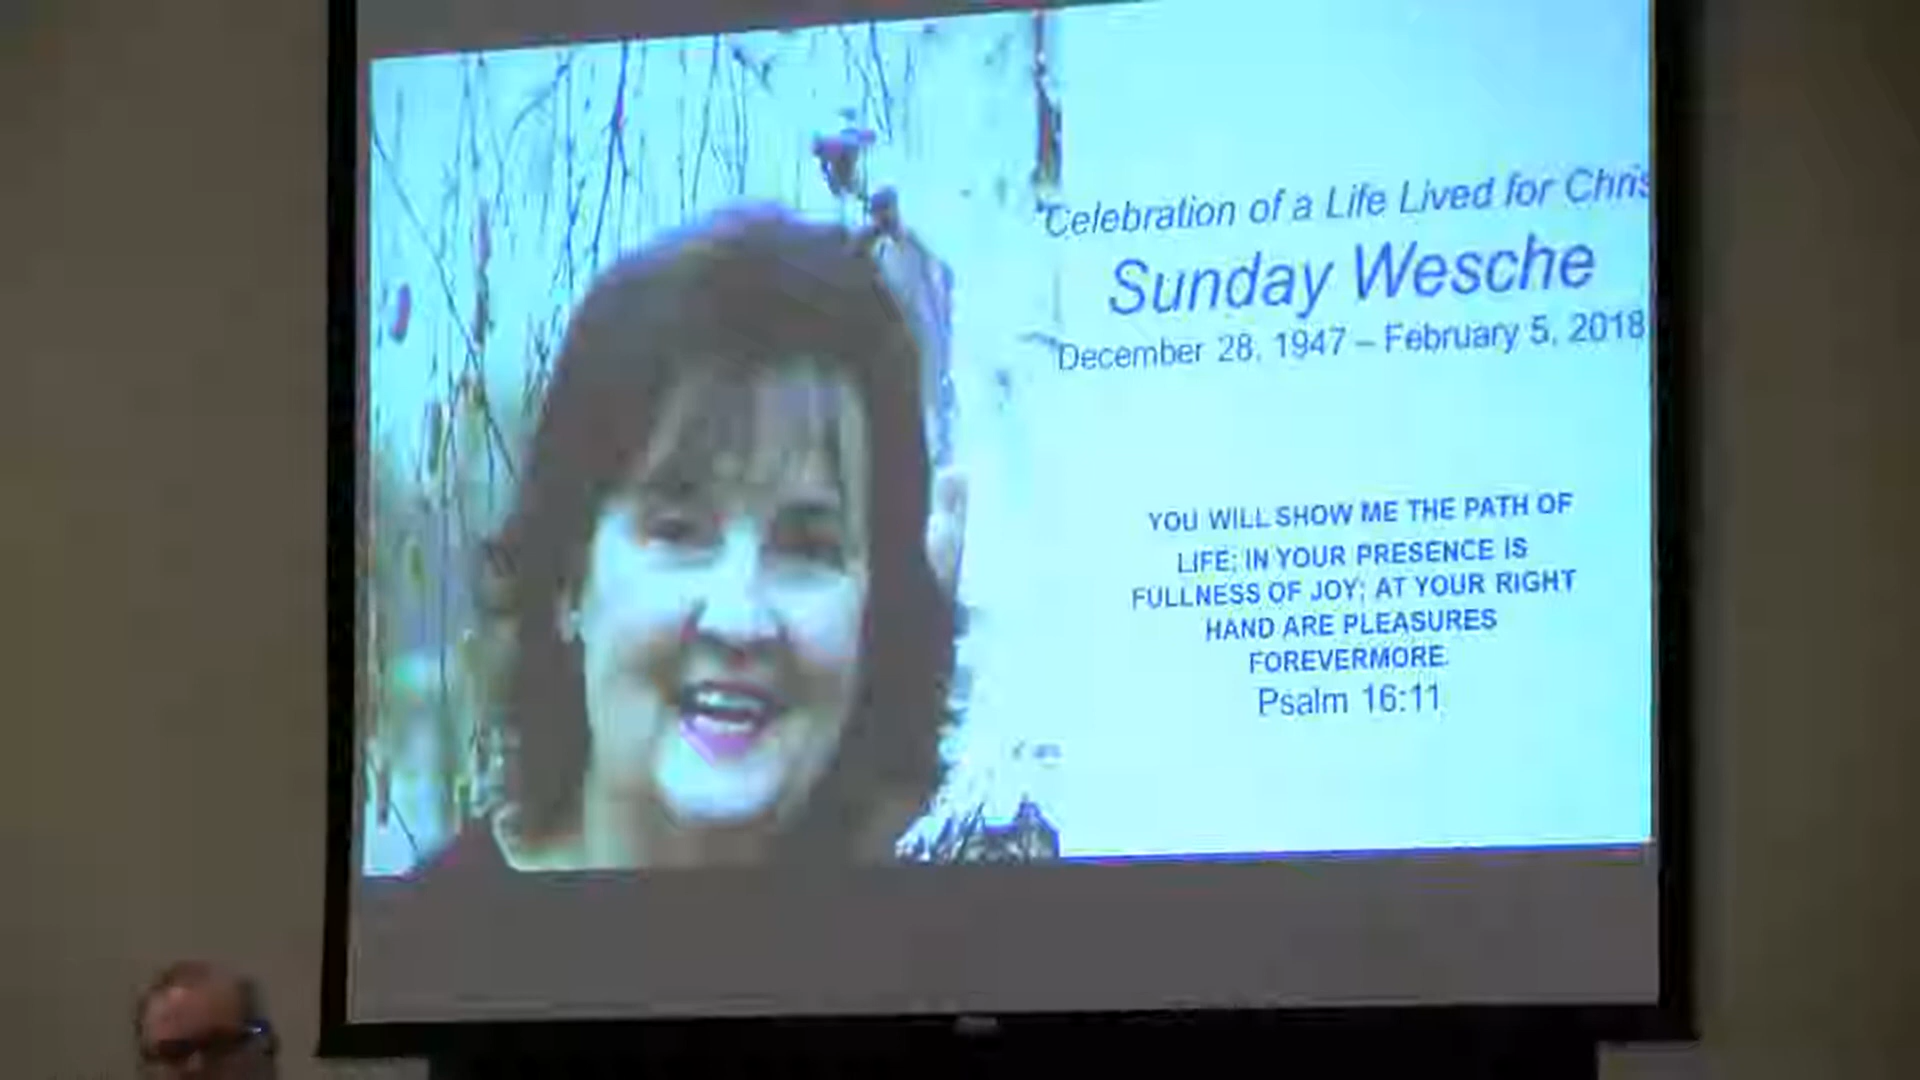 Celebration of a Life Lived for Chris
Sunday Wesche
December 28, 1947 – February 5, 2018
YOU WILL SHOW ME THE PATH OF
LIFE; IN YOUR PRESENCE IS
FULLNESS OF JOY; AT YOUR RIGHT
HAND ARE PLEASURES
FOREVERMORE.
Psalm 16:11